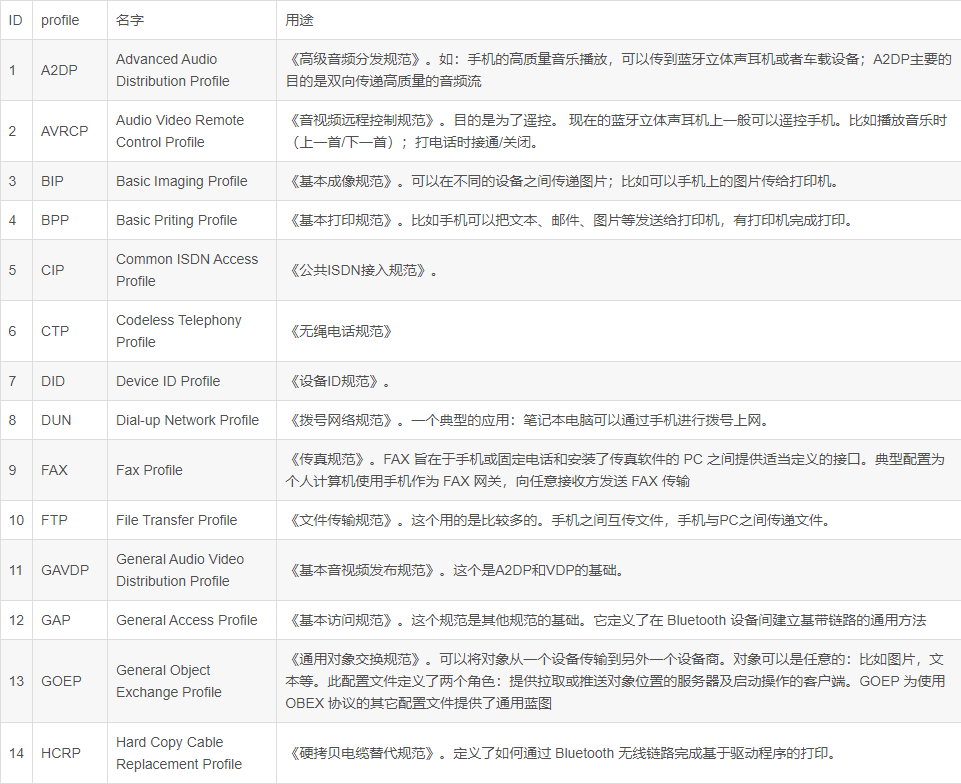 ID profile 名字 用途
1 A2DP Advanced Audio Distribution Profile 《高级音频分发规范》。如：手机的高质量音乐播放，可以传到蓝牙立体声耳机或者车载设备；A2DP主要的
目的是双向传递高质量的音频流
2 AVRCP Audio Video Remote Control Profile 《音视频远程控制规范》。目的是为了遥控。 现在的蓝牙立体声耳机上一般可以遥控手机。比如播放音乐时
（上一首/下一首）；打电话时接通/关闭。
3 BIP Basic Imaging Profile 《基本成像规范》。可以在不同的设备之间传递图片；比如可以手机上的图片传给打印机。
4 BPP Basic Priting Profile 《基本打印规范》。比如手机可以把文本、邮件、图片等发送给打印机，有打印机完成打印。
5 CIP Common ISDN Access Profile 《公共ISDN接入规范》。
6 CTP Codeless Telephony Profile 《无绳电话规范》
7 DID Device ID Profile 《设备ID规范》。
8 DUN Dial-up Network Profile 《拨号网络规范》。一个典型的应用：笔记本电脑可以通过手机进行拨号上网。
9 FAX Fax Profile 《传真规范》。FAX 旨在于手机或固定电话和安装了传真软件的 PC 之间提供适当定义的接口。典型配置为
个人计算机使用手机作为 FAX 网关，向任意接收方发送 FAX 传输
10 FTP File Transfer Profile 《文件传输规范》。这个用的是比较多的。手机之间互传文件，手机与PC之间传递文件。
11 GAVDP General Audio Video Distribution Profile 《基本音视频发布规范》。这个是A2DP和VDP的基础。
12 GAP General Access Profile 《基本访问规范》。这个规范是其他规范的基础。它定义了在 Bluetooth 设备间建立基带链路的通用方法
13 GOEP General Object Exchange Profile 《通用对象交换规范》。可以将对象从一个设备传输到另外一个设备商。对象可以是任意的：比如图片，文
本等。此配置文件定义了两个角色：提供拉取或推送对象位置的服务器及启动操作的客户端。GOEP 为使用
OBEX 协议的其它配置文件提供了通用蓝图
14 HCRP Hard Copy Cable Replacement Profile 《硬拷贝电缆替代规范》。定义了如何通过 Bluetooth 无线链路完成基于驱动程序的打印。